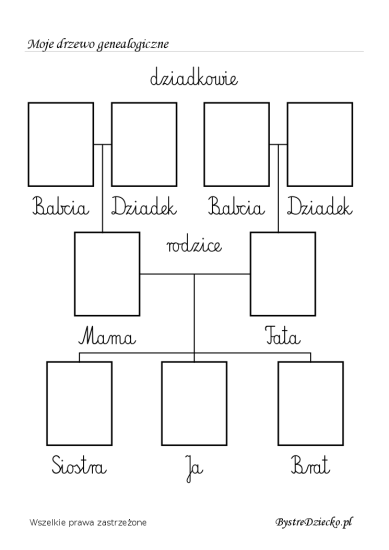 Moje drzewo genealogiczne
dziadkowie
Babcia Dziadek Babcia Dziadek
rodzice
Mama Tata
Siostra Ja Brat
Wszelkie prawa zastrzeżone BystreDziecko.pl